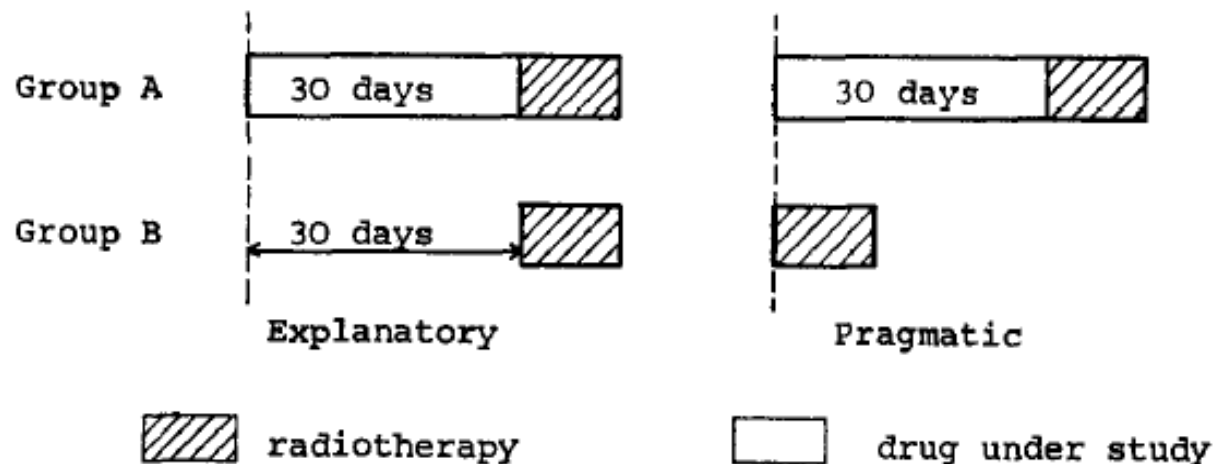 Group A 30 days 30 days
Group B 30 days
Explanatory Pragmatic
radiotherapy drug under study